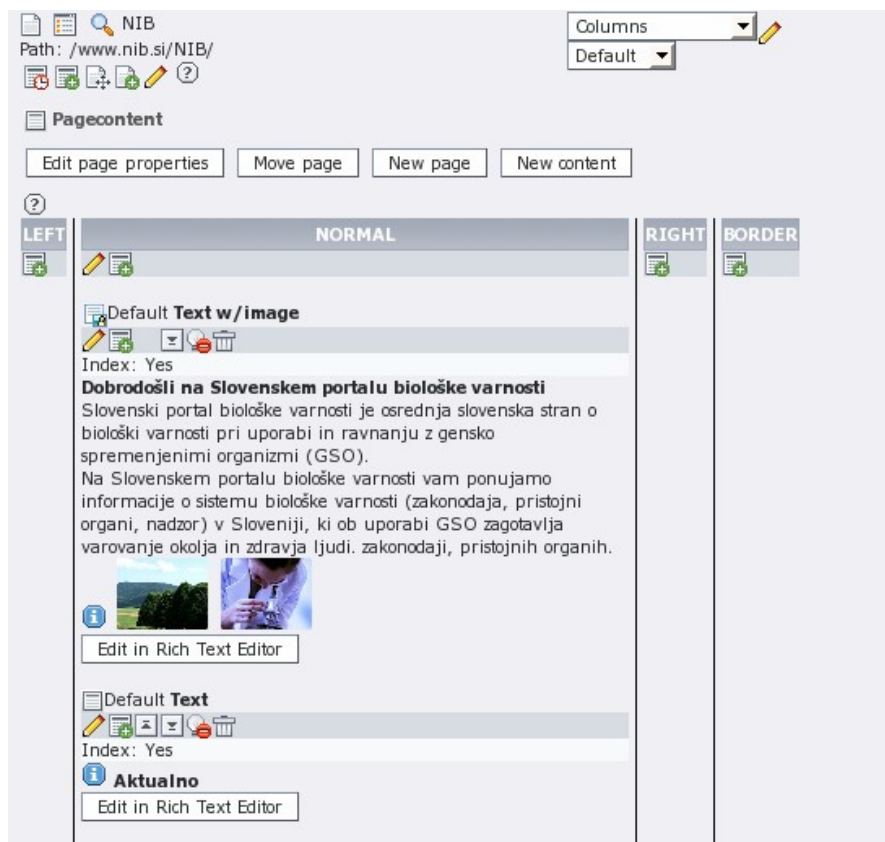 NIB
Columns
Path: /www.nib.si/NIB/
Default
Pagecontent
Edit page properties
Move page
New page
New content
LEFT
NORMAL
RIGHT
BORDER
Default Text w/image
Index: Yes
Dobrodošli na Slovenskem portalu biološke varnosti
Slovenski portal biološke varnosti je osrednja slovenska stran o
biološki varnosti pri uporabi in ravnanju z gensko
spremenjenimi organizmi (GSO).
Na Slovenskem portalu biološke varnosti vam ponujamo
informacije o sistemu biološke varnosti (zakonodaja, pristojni
organi, nadzor) v Sloveniji, ki ob uporabi GSO zagotavlja
varovanje okolja in zdravja ljudi. zakonodaji, pristojnih organih.
Edit in Rich Text Editor
Default Text
Index: Yes
Aktualno
Edit in Rich Text Editor